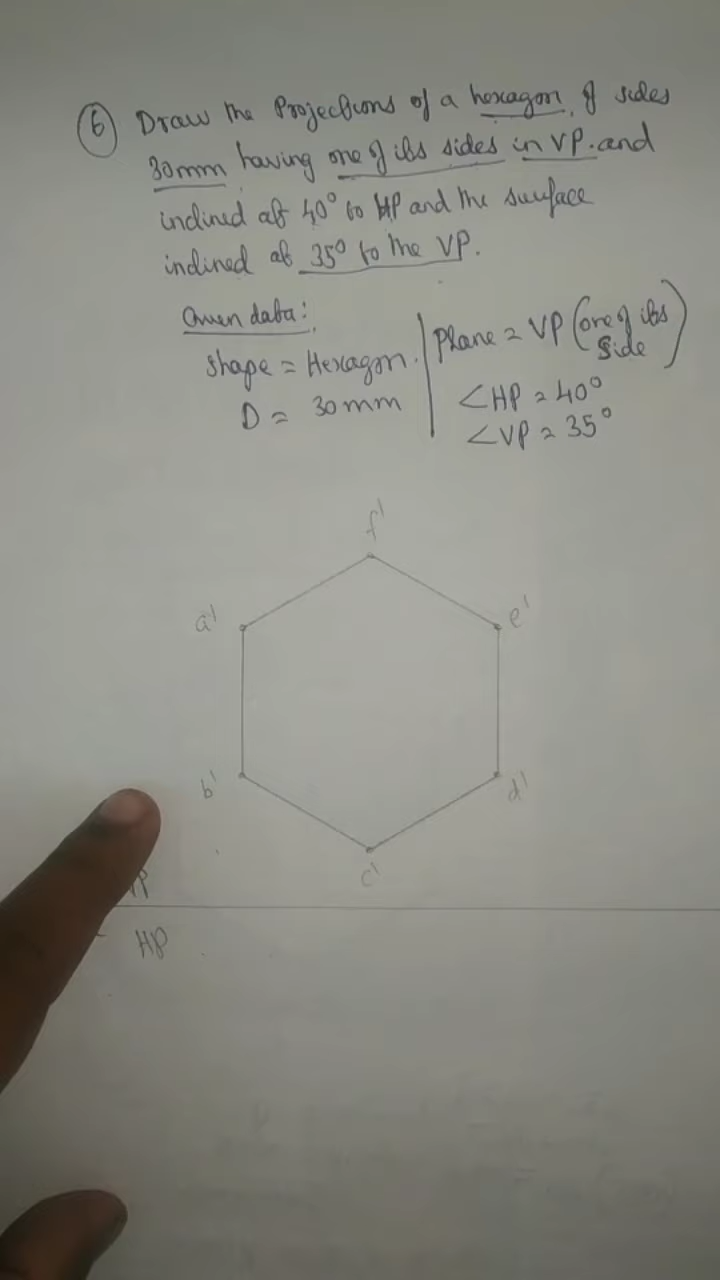 6 Draw the Projections of a hexagon of sides
30mm having one of its sides in VP. and
inclined at 40° to HP and the surface
inclined at 35° to the VP.
Given data:
Shape = Hexagon.
D = 30mm
Plane = VP (one of its
side)
∠HP = 40°
∠VP = 35°
f'
a' e'
b' d'
c'
HP